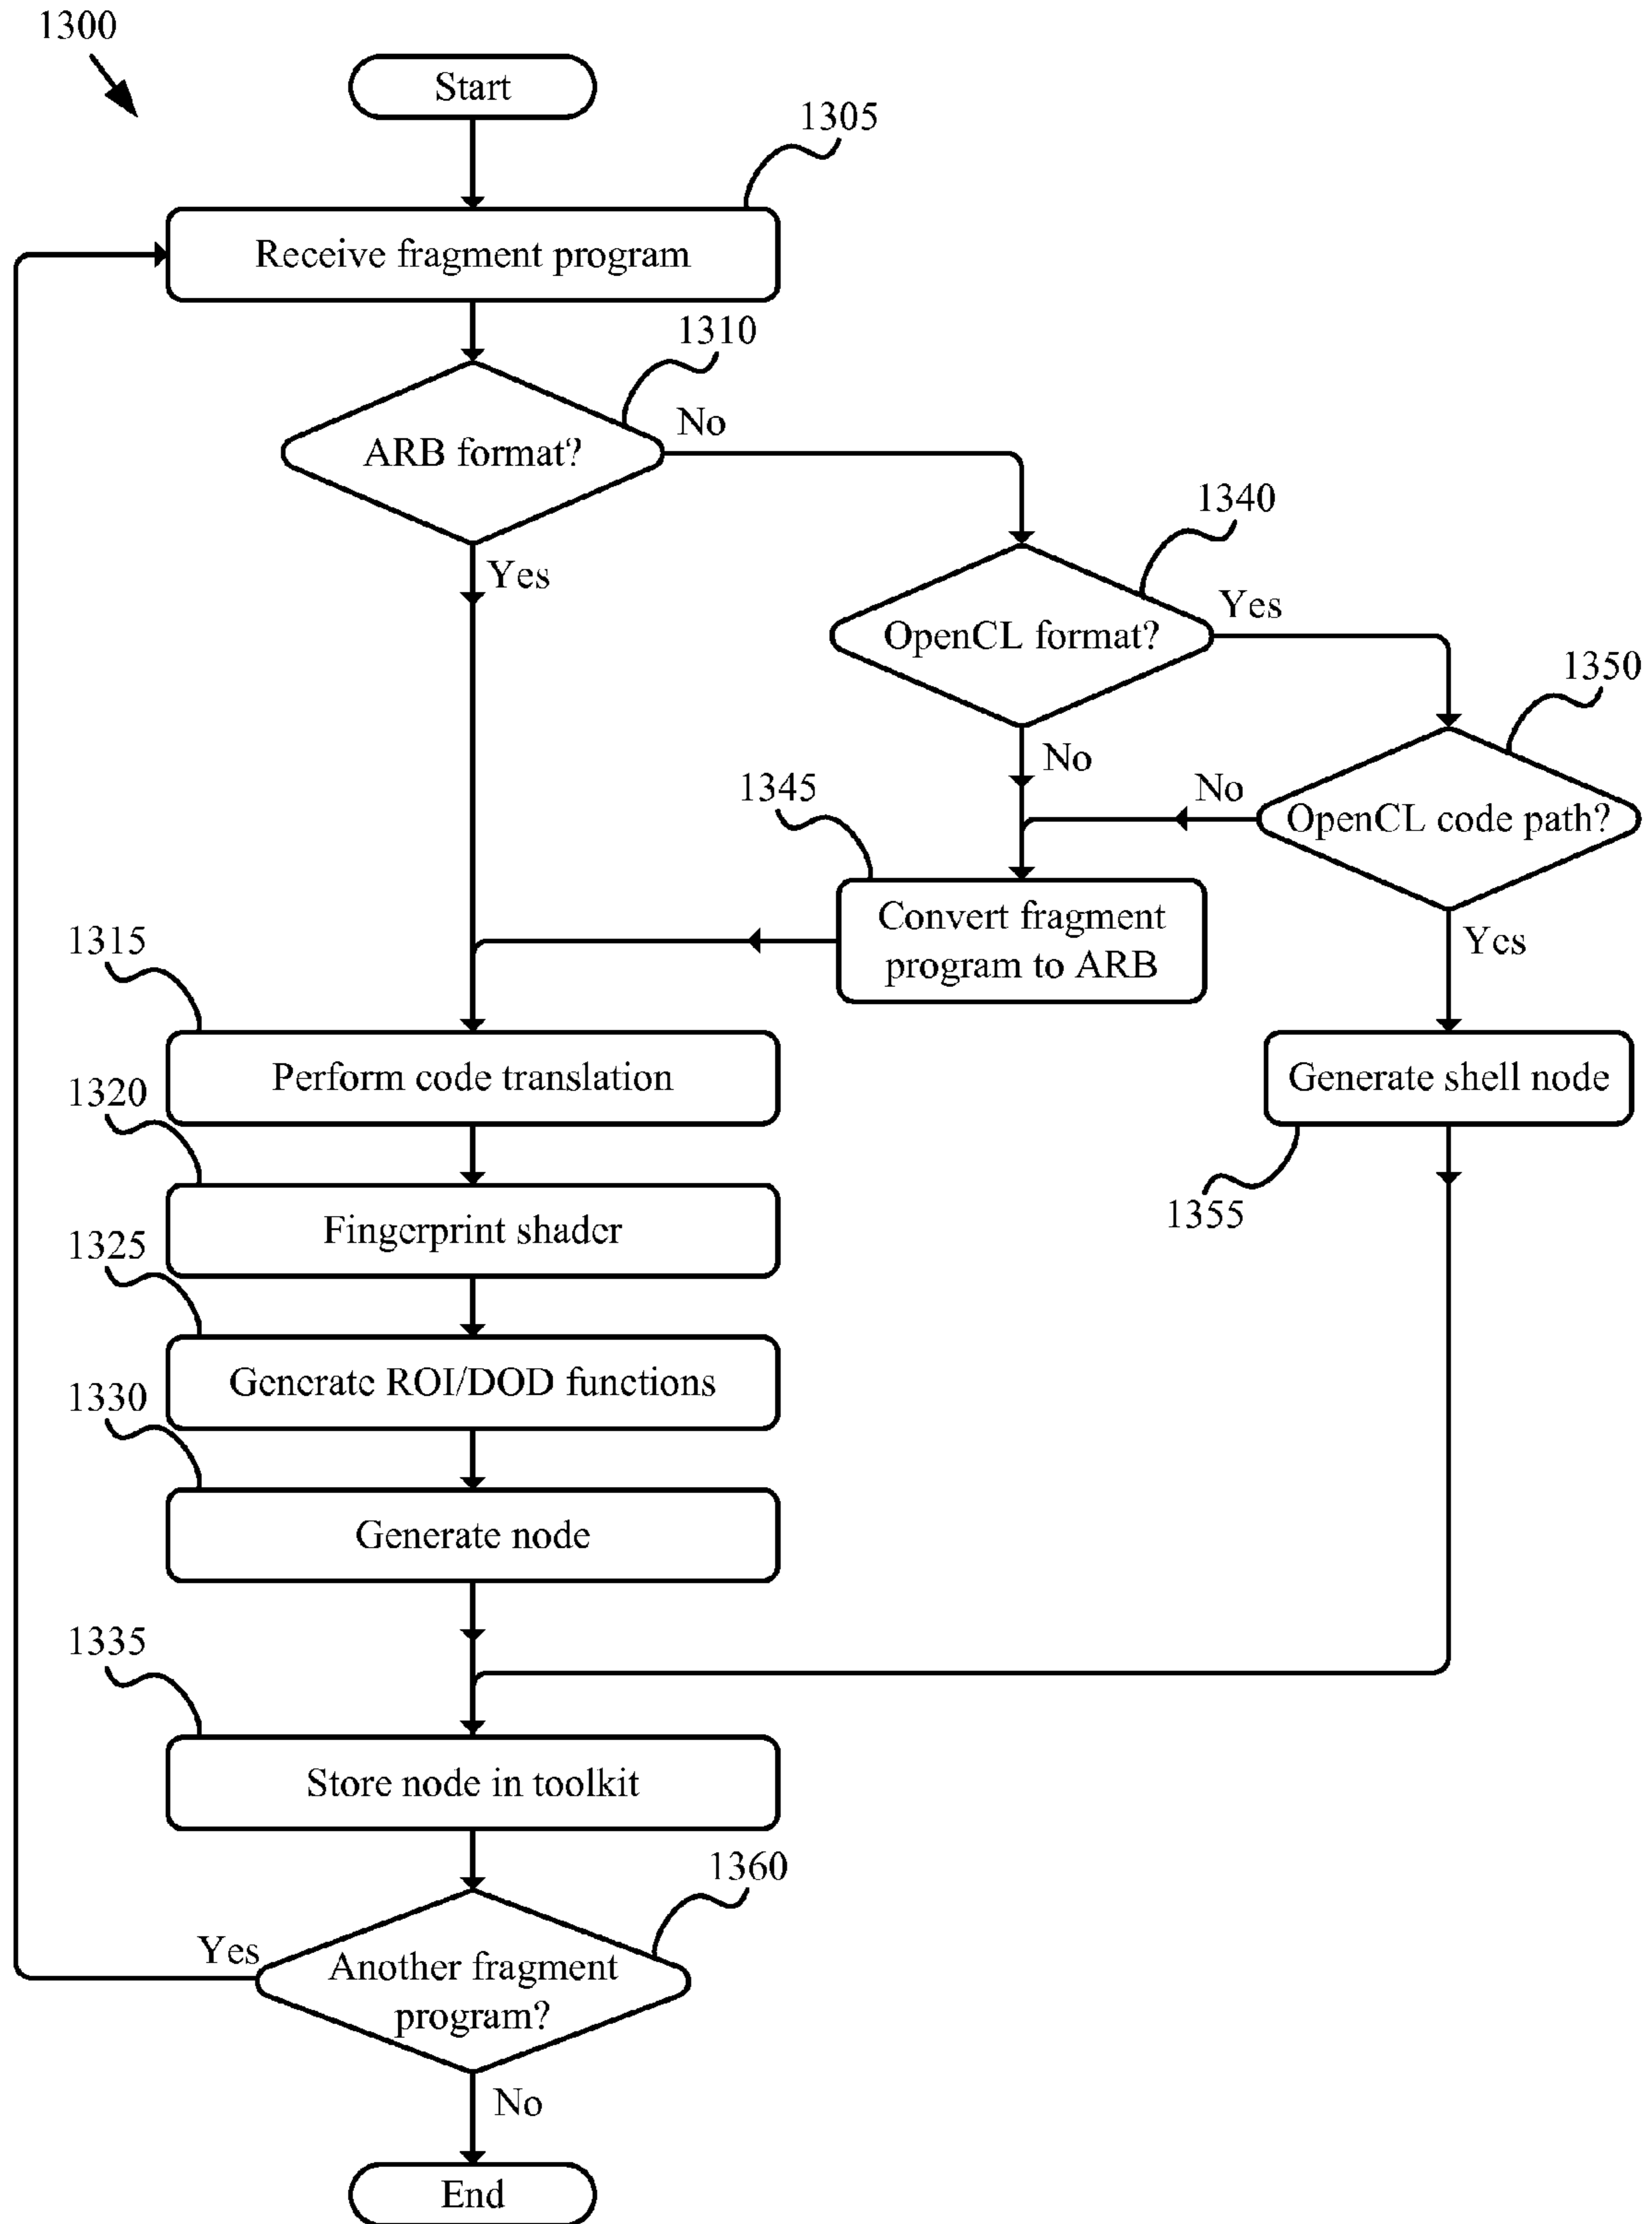 1300
Start
1305
Receive fragment program
1310
ARB format?
No
1340
Yes
OpenCL format?
Yes
1350
No
1345
No
OpenCL code path?
Convert fragment
program to ARB
Yes
1315
Perform code translation
Generate shell node
1320
1355
Fingerprint shader
1325
Generate ROI/DOD functions
1330
Generate node
1335
Store node in toolkit
1360
Yes
Another fragment
program?
No
End